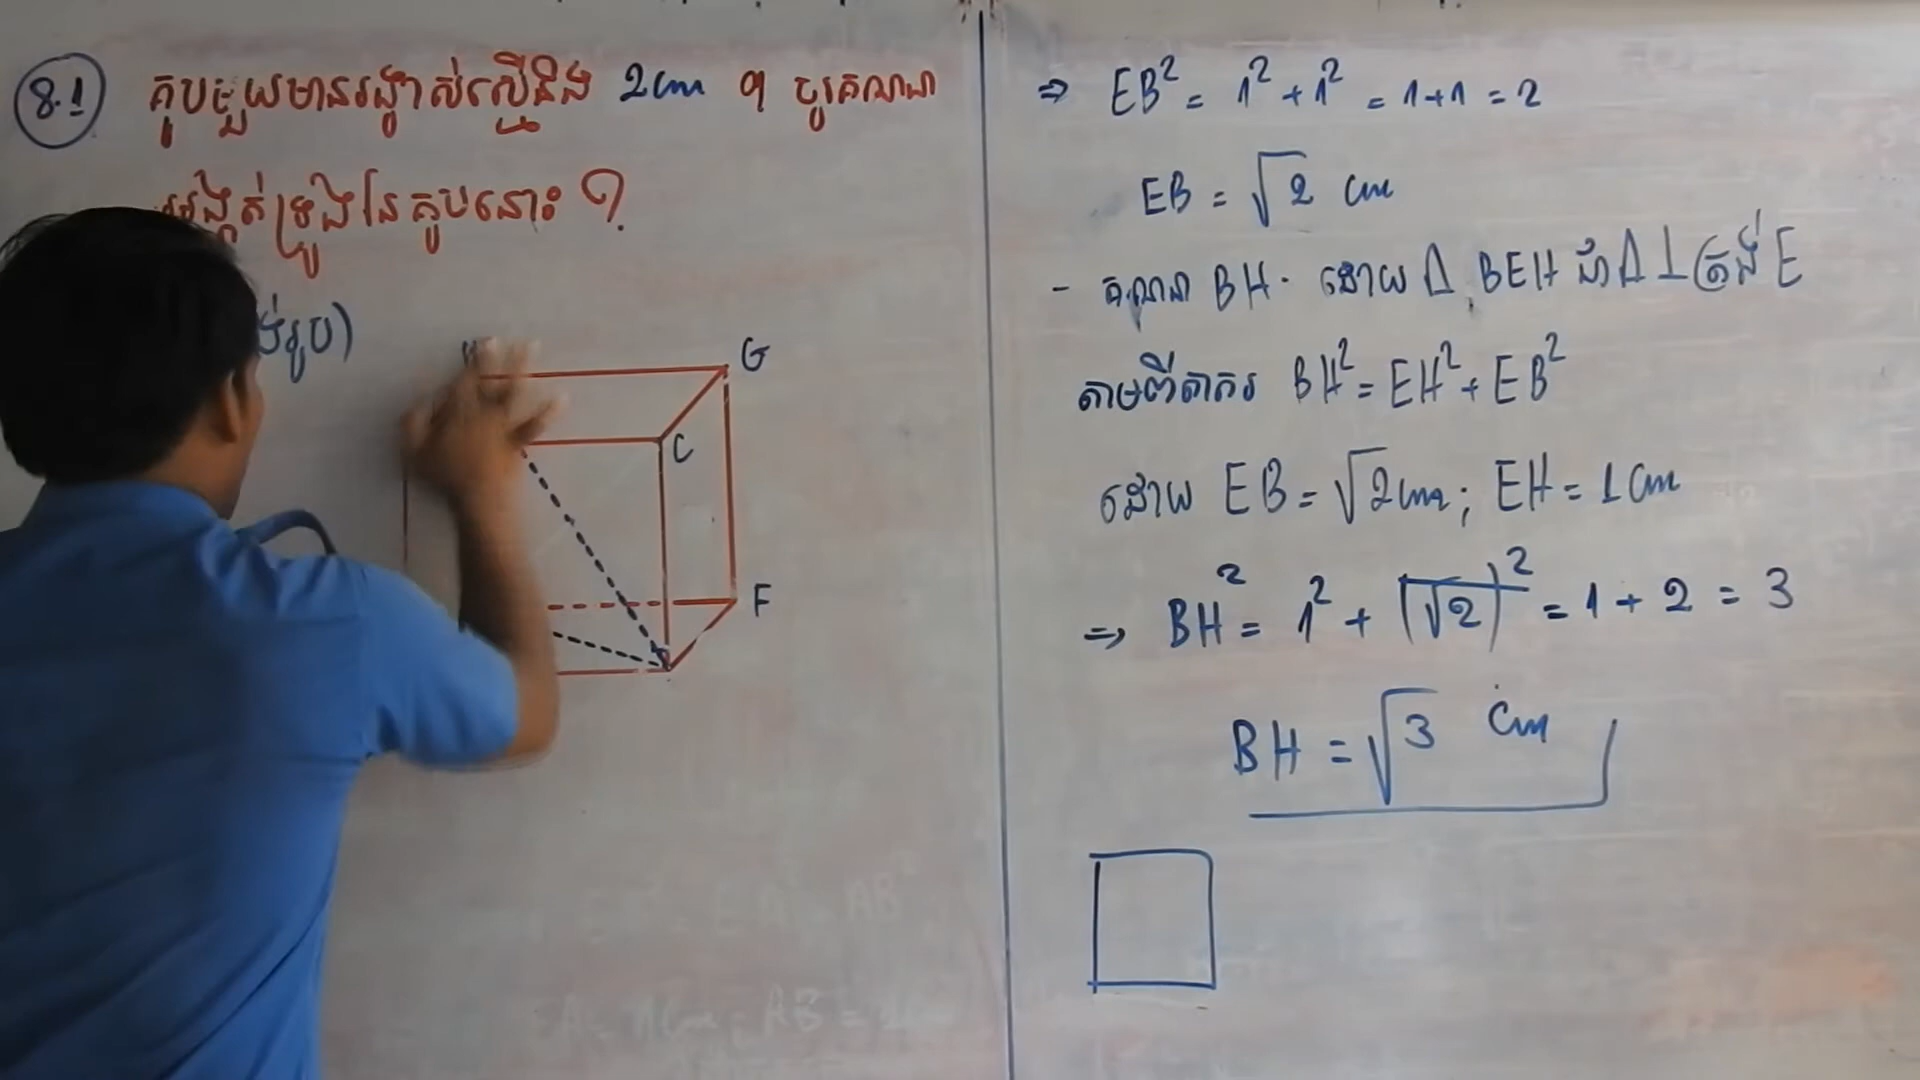 8.1 គូបមួយមានរង្វាស់ស្មើនឹង 2cm ។ ចូរគណនា
អង្កត់ទ្រូងនៃគូបនោះ ?
រូប)
G
C
F
⇒ EB² = 1² + 1² = 1+1 = 2
EB = √2 cm
- គណនា BH. ដោយ Δ BEH ជា Δ ⊥ ត្រង់ E
តាមពីតាករ BH² = EH² + EB²
ដោយ EB = √2cm ; EH = 1cm
⇒ BH² = 1² + (√2)² = 1 + 2 = 3
BH = √3 cm